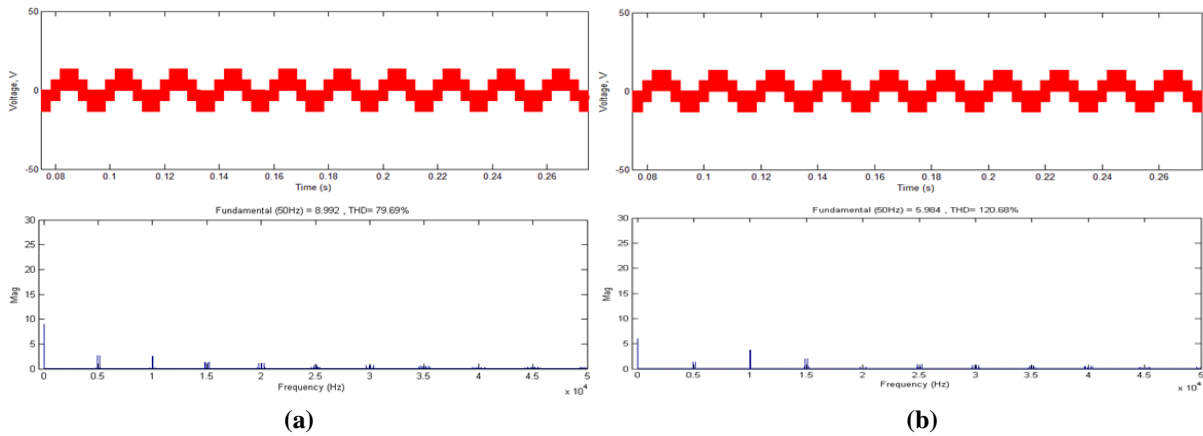 50
Voltage, V
0
-50
0.08 0.1 0.12 0.14 0.16 0.18 0.2 0.22 0.24 0.26
Time (s)
Fundamental (50Hz) = 8.992 , THD= 79.69%
30
25
20
15
Mag
10
5
0
0 0.5 1 1.5 2 2.5 3 3.5 4 4.5 5
Frequency (Hz)
x 10^4
(a)
50
Voltage, V
0
-50
0.08 0.1 0.12 0.14 0.16 0.18 0.2 0.22 0.24 0.26
Time (s)
Fundamental (50Hz) = 5.984 , THD= 120.68%
30
25
20
15
Mag
10
5
0
0 0.5 1 1.5 2 2.5 3 3.5 4 4.5 5
Frequency (Hz)
x 10^4
(b)